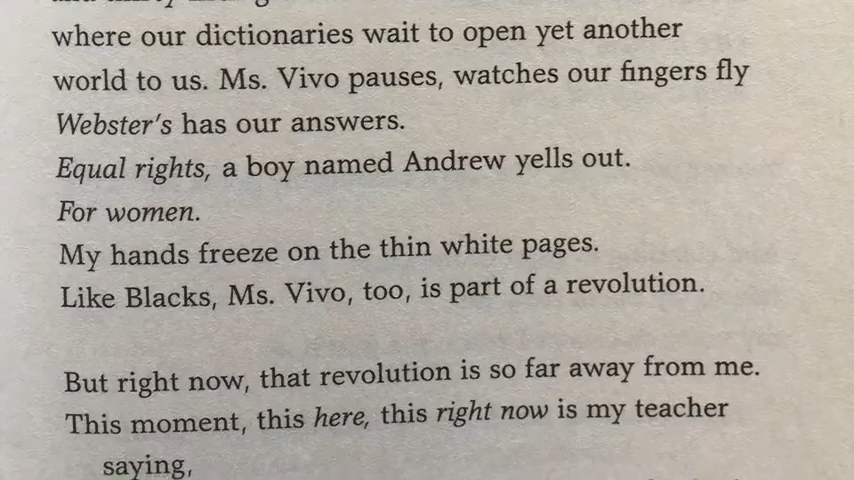 where our dictionaries wait to open yet another
world to us. Ms. Vivo pauses, watches our fingers fly
Webster's has our answers.
Equal rights, a boy named Andrew yells out.
For women.
My hands freeze on the thin white pages.
Like Blacks, Ms. Vivo, too, is part of a revolution.
But right now, that revolution is so far away from me.
This moment, this here, this right now is my teacher
saying,